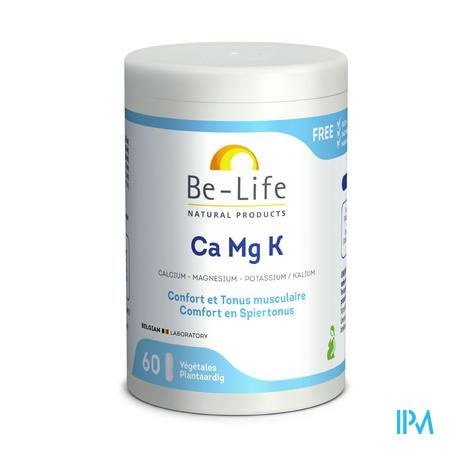 FREE
Be-Life
NATURAL PRODUCTS
Ca Mg K
CALCIUM - MAGNESIUM - POTASSIUM / KALIUM
Confort et Tonus musculaire
Comfort en Spiertonus
BELGIAN LABORATORY
60 Végétales
Plantaardig
IPM